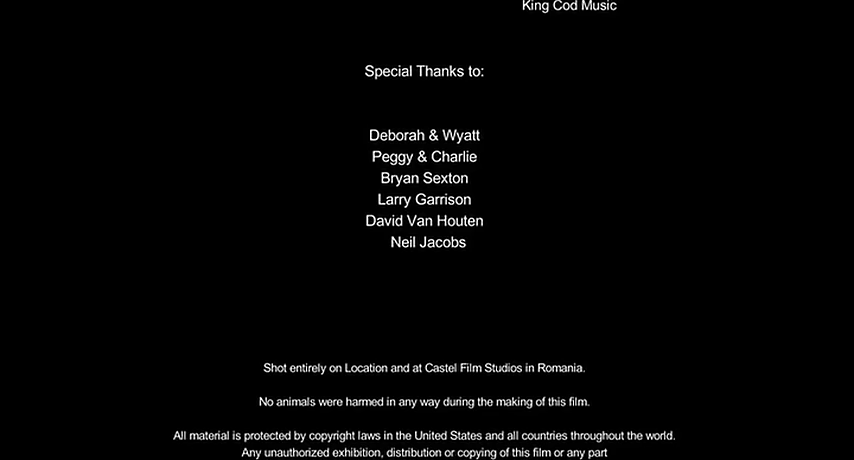 King Cod Music
Special Thanks to:
Deborah & Wyatt
Peggy & Charlie
Bryan Sexton
Larry Garrison
David Van Houten
Neil Jacobs
Shot entirely on Location and at Castel Film Studios in Romania.
No animals were harmed in any way during the making of this film.
All material is protected by copyright laws in the United States and all countries throughout the world.
Any unauthorized exhibition, distribution or copying of this film or any part